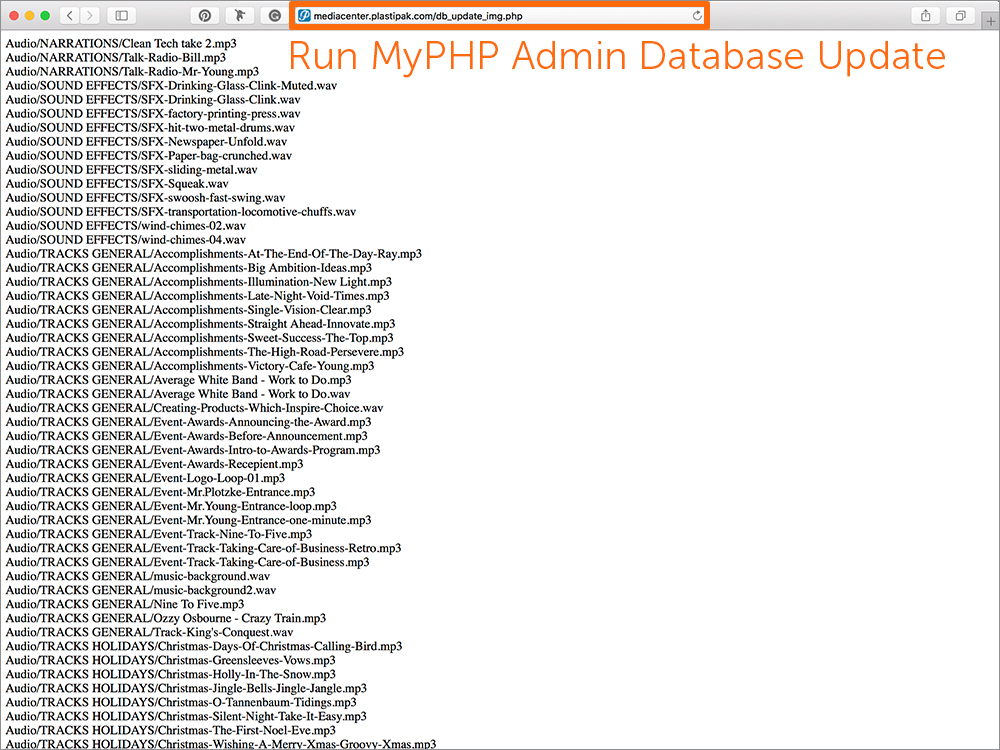 mediacenter.plastipak.com/db_update_img.php
Run MyPHP Admin Database Update
Audio/NARRATIONS/Clean Tech take 2.mp3
Audio/NARRATIONS/Talk-Radio-Bill.mp3
Audio/NARRATIONS/Talk-Radio-Mr-Young.mp3
Audio/SOUND EFFECTS/SFX-Drinking-Glass-Clink-Muted.wav
Audio/SOUND EFFECTS/SFX-Drinking-Glass-Clink.wav
Audio/SOUND EFFECTS/SFX-factory-printing-press.wav
Audio/SOUND EFFECTS/SFX-hit-two-metal-drums.wav
Audio/SOUND EFFECTS/SFX-Newspaper-Unfold.wav
Audio/SOUND EFFECTS/SFX-Paper-bag-crunched.wav
Audio/SOUND EFFECTS/SFX-sliding-metal.wav
Audio/SOUND EFFECTS/SFX-Squeak.wav
Audio/SOUND EFFECTS/SFX-swoosh-fast-swing.wav
Audio/SOUND EFFECTS/SFX-transportation-locomotive-chuffs.wav
Audio/SOUND EFFECTS/wind-chimes-02.wav
Audio/SOUND EFFECTS/wind-chimes-04.wav
Audio/TRACKS GENERAL/Accomplishments-At-The-End-Of-The-Day-Ray.mp3
Audio/TRACKS GENERAL/Accomplishments-Big Ambition-Ideas.mp3
Audio/TRACKS GENERAL/Accomplishments-Illumination-New Light.mp3
Audio/TRACKS GENERAL/Accomplishments-Late-Night-Void-Times.mp3
Audio/TRACKS GENERAL/Accomplishments-Single-Vision-Clear.mp3
Audio/TRACKS GENERAL/Accomplishments-Straight Ahead-Innovate.mp3
Audio/TRACKS GENERAL/Accomplishments-Sweet-Success-The-Top.mp3
Audio/TRACKS GENERAL/Accomplishments-The-High-Road-Persevere.mp3
Audio/TRACKS GENERAL/Accomplishments-Victory-Cafe-Young.mp3
Audio/TRACKS GENERAL/Average White Band - Work to Do.mp3
Audio/TRACKS GENERAL/Average White Band - Work to Do.wav
Audio/TRACKS GENERAL/Creating-Products-Which-Inspire-Choice.wav
Audio/TRACKS GENERAL/Event-Awards-Announcing-the-Award.mp3
Audio/TRACKS GENERAL/Event-Awards-Before-Announcement.mp3
Audio/TRACKS GENERAL/Event-Awards-Intro-to-Awards-Program.mp3
Audio/TRACKS GENERAL/Event-Awards-Recepient.mp3
Audio/TRACKS GENERAL/Event-Logo-Loop-01.mp3
Audio/TRACKS GENERAL/Event-Mr.Plotzke-Entrance.mp3
Audio/TRACKS GENERAL/Event-Mr.Young-Entrance-loop.mp3
Audio/TRACKS GENERAL/Event-Mr.Young-Entrance-one-minute.mp3
Audio/TRACKS GENERAL/Event-Track-Nine-To-Five.mp3
Audio/TRACKS GENERAL/Event-Track-Taking-Care-of-Business-Retro.mp3
Audio/TRACKS GENERAL/Event-Track-Taking-Care-of-Business.mp3
Audio/TRACKS GENERAL/music-background.wav
Audio/TRACKS GENERAL/music-background2.wav
Audio/TRACKS GENERAL/Nine To Five.mp3
Audio/TRACKS GENERAL/Ozzy Osbourne - Crazy Train.mp3
Audio/TRACKS GENERAL/Track-King's-Conquest.wav
Audio/TRACKS HOLIDAYS/Christmas-Days-Of-Christmas-Calling-Bird.mp3
Audio/TRACKS HOLIDAYS/Christmas-Greensleeves-Vows.mp3
Audio/TRACKS HOLIDAYS/Christmas-Holly-In-The-Snow.mp3
Audio/TRACKS HOLIDAYS/Christmas-Jingle-Bells-Jingle-Jangle.mp3
Audio/TRACKS HOLIDAYS/Christmas-O-Tannenbaum-Tidings.mp3
Audio/TRACKS HOLIDAYS/Christmas-Silent-Night-Take-It-Easy.mp3
Audio/TRACKS HOLIDAYS/Christmas-The-First-Noel-Eve.mp3
Audio/TRACKS HOLIDAYS/Christmas-Wishing-A-Merry-Xmas-Groovy-Xmas.mp3